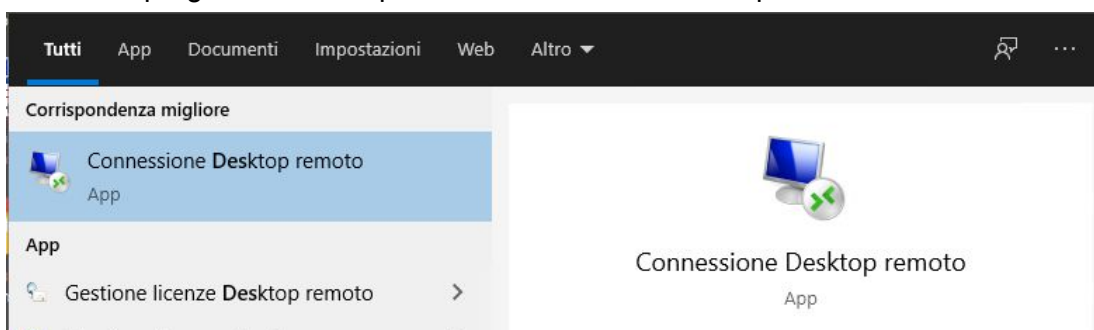 Tutti App Documenti Impostazioni Web Altro
Corrispondenza migliore
Connessione Desktop remoto
App
App
Gestione licenze Desktop remoto
Connessione Desktop remoto
App